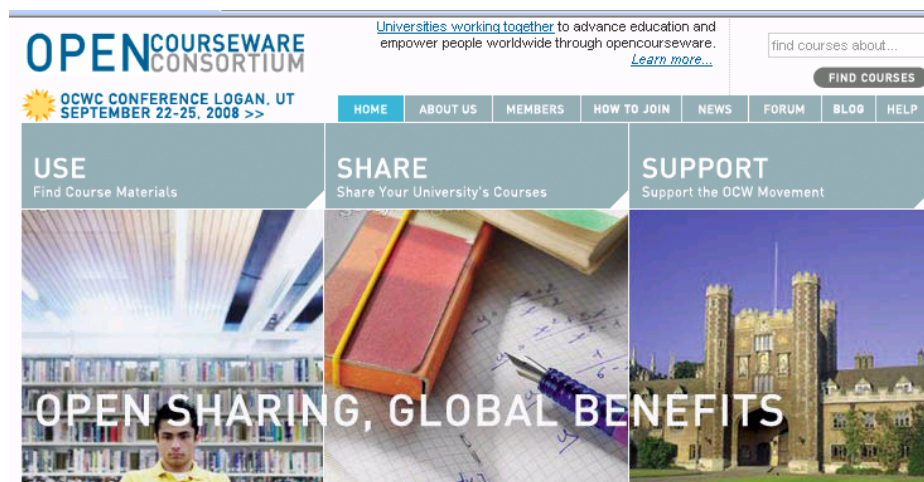 Universities working together to advance education and
empower people worldwide through opencourseware.
Learn more...
OPENCOURSEWARE
CONSORTIUM
find courses about...
FIND COURSES
OCWC CONFERENCE LOGAN, UT
SEPTEMBER 22-25, 2008 >>
HOME ABOUT US MEMBERS HOW TO JOIN NEWS FORUM BLOG HELP
USE
Find Course Materials
SHARE
Share Your University's Courses
SUPPORT
Support the OCW Movement
OPEN SHARING, GLOBAL BENEFITS